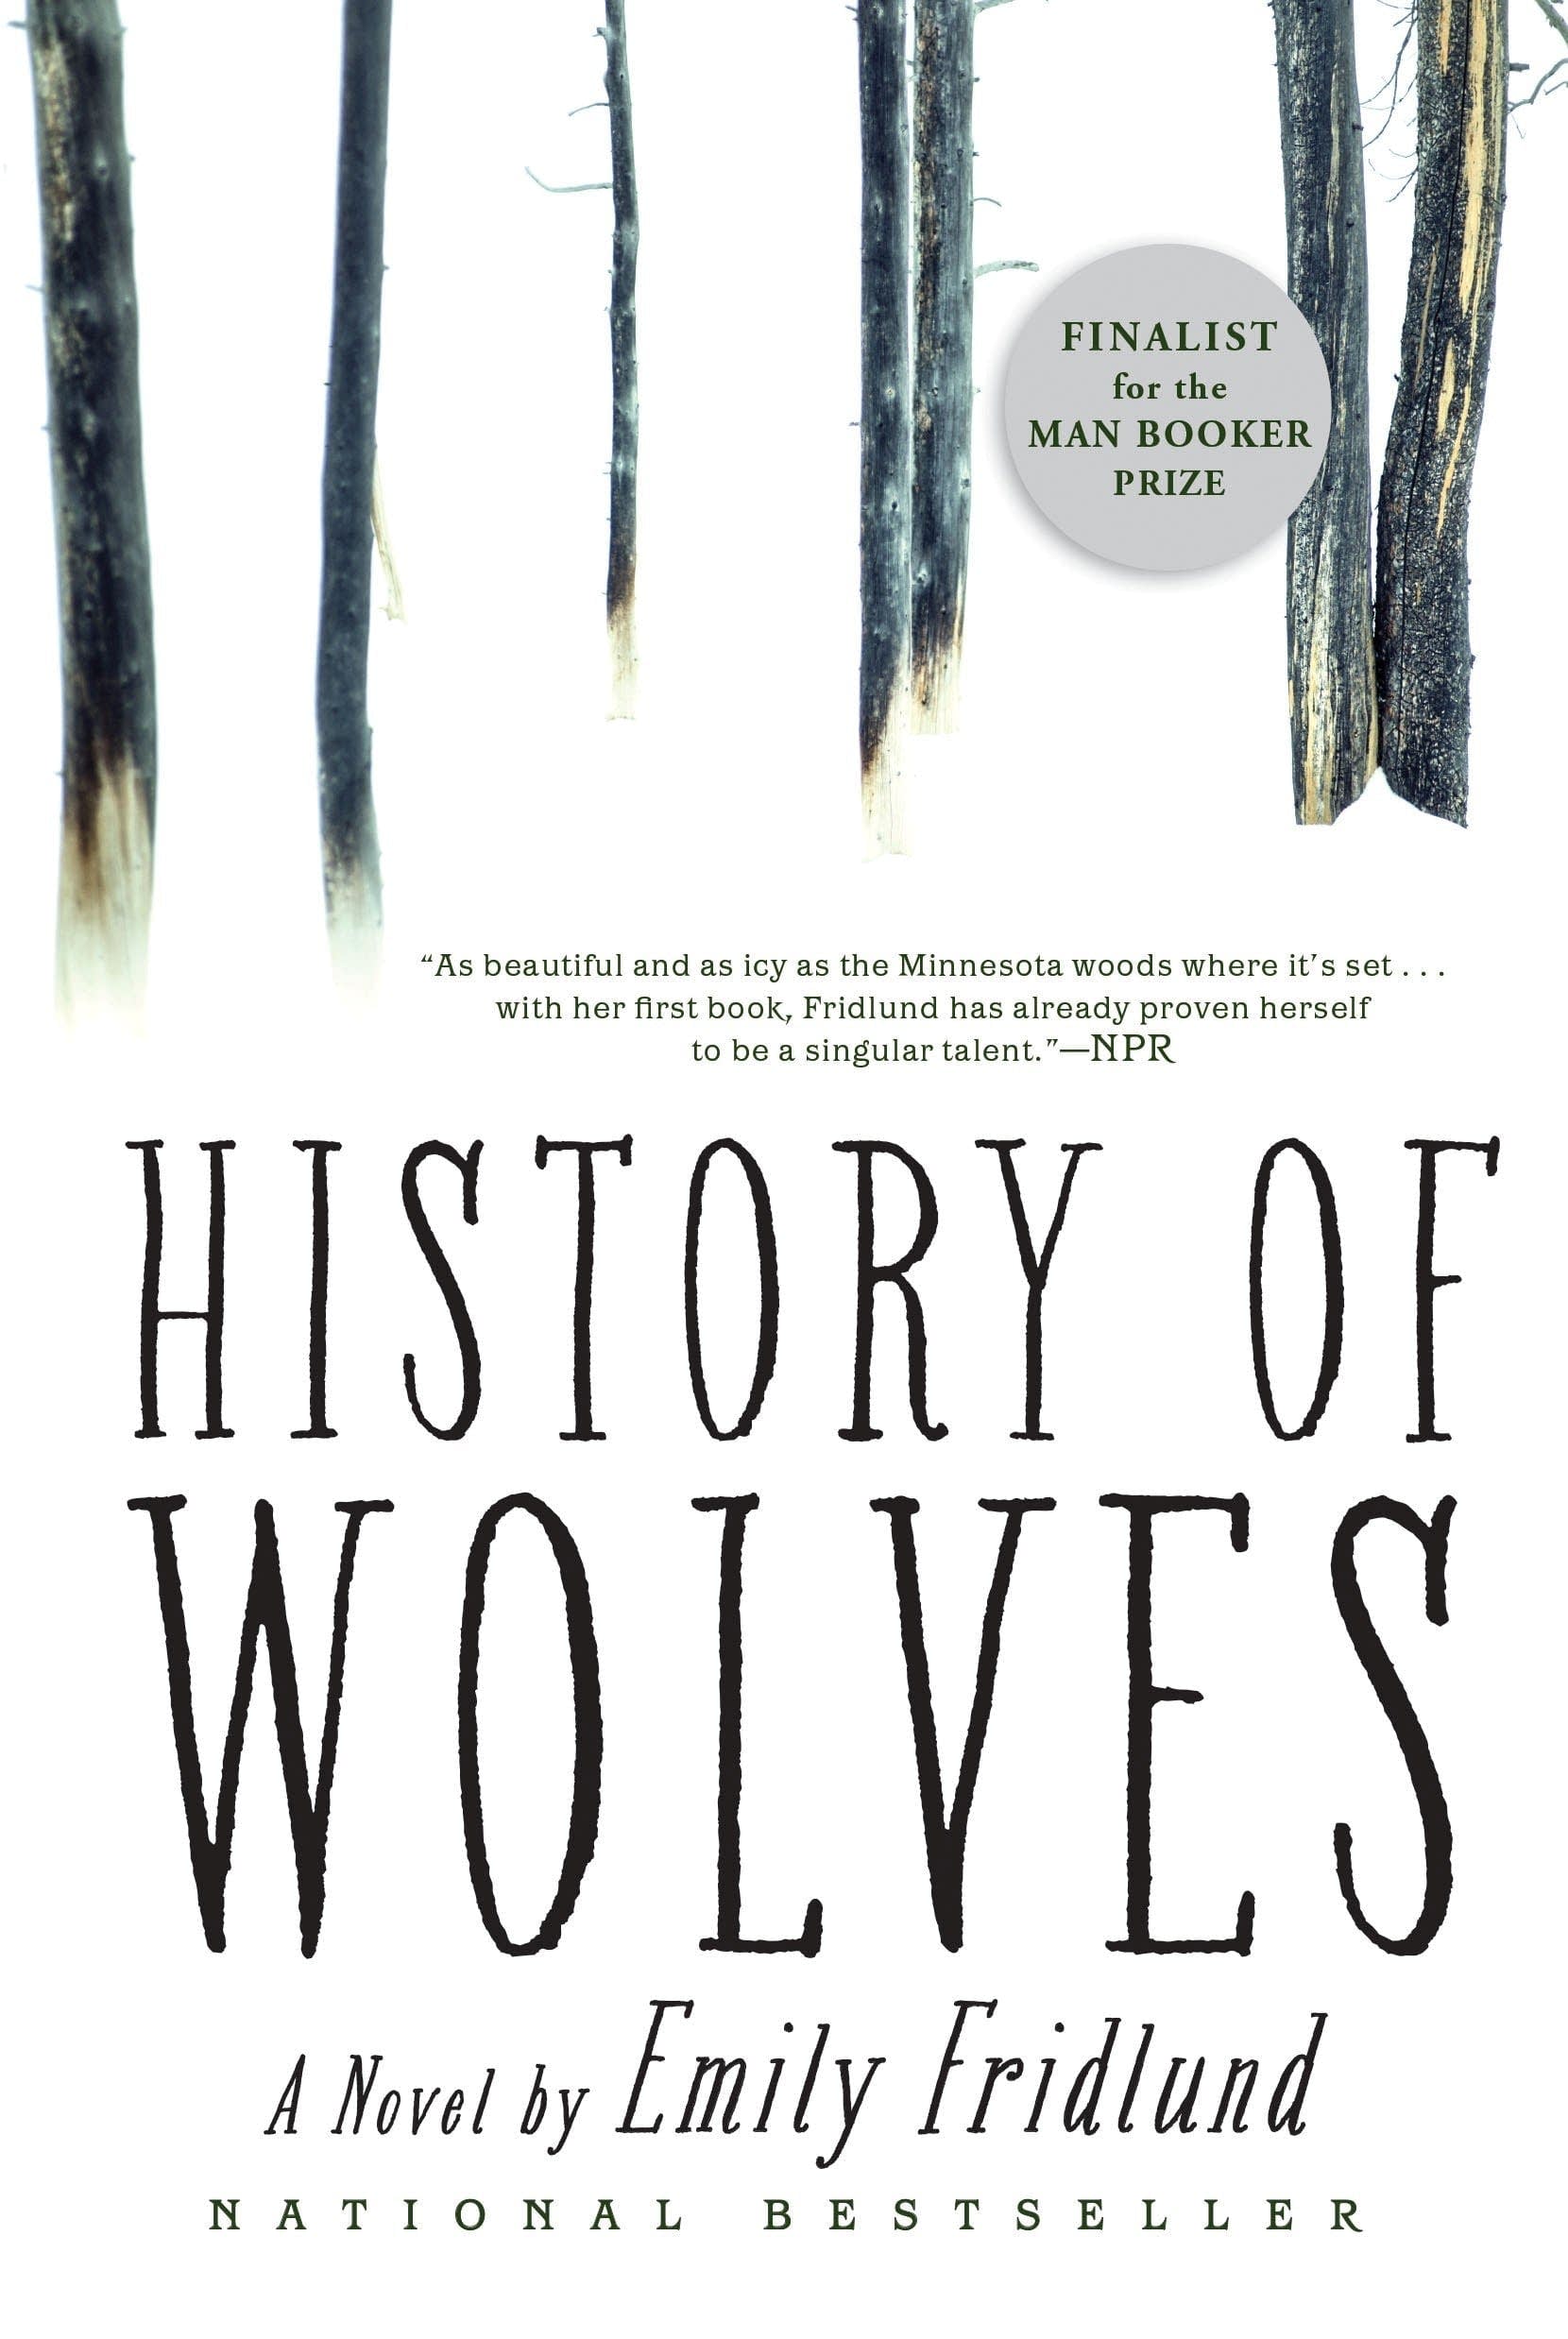 FINALIST
for the
MAN BOOKER
PRIZE
“As beautiful and as icy as the Minnesota woods where it’s set . . .
with her first book, Fridlund has already proven herself
to be a singular talent.”—NPR
HISTORY OF
WOLVES
A Novel by Emily Fridlund
NATIONAL BESTSELLER